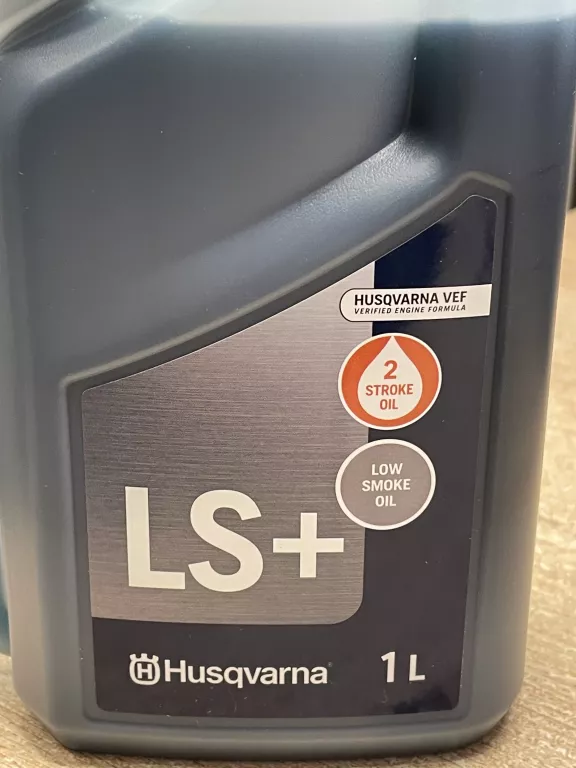 HUSQVARNA VEF
VERIFIED ENGINE FORMULA
2
STROKE
OIL
LOW
SMOKE
OIL
LS+
H Husqvarna
1 L